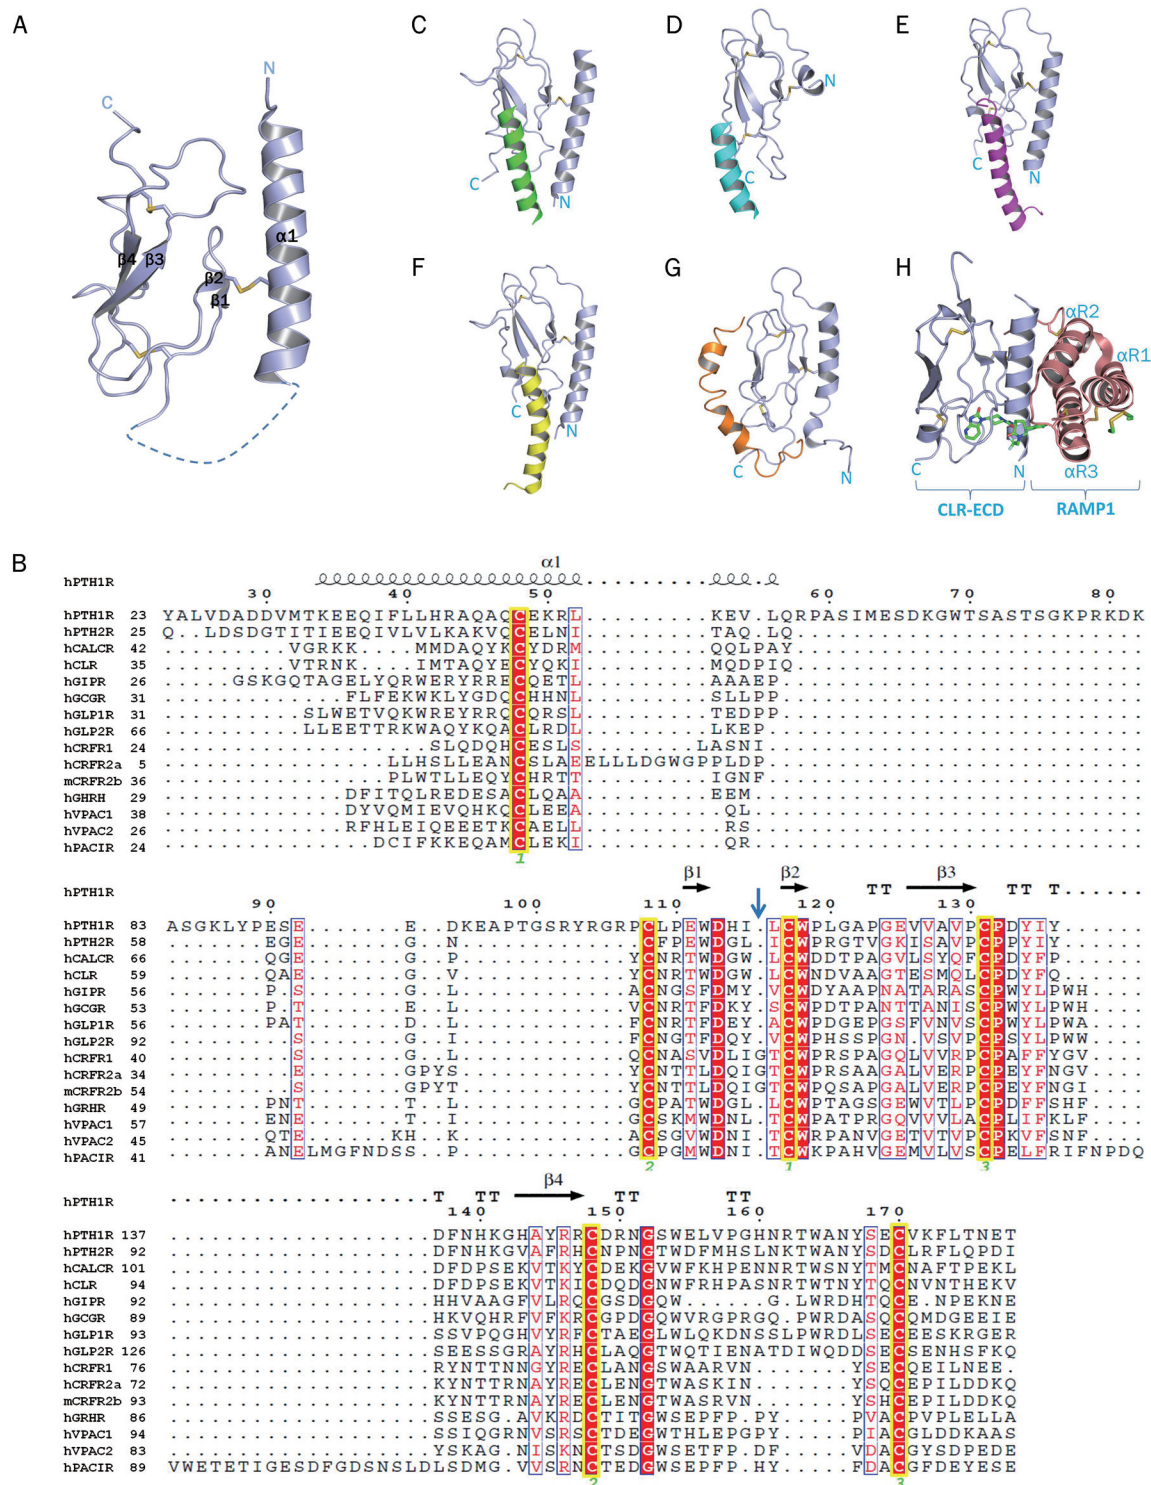 A
C
D
E
N
C
α1
β4
β3
β2
β1
C
N
N
C
C
N
F
G
H
C
N
C
N
αR2
αR1
αR3
C
N
CLR-ECD
RAMP1
B
α1
hPTH1R
30 40 50 60 70 80
hPTH1R 23 YALVDADDVMTKEEQIFLLHRAQAQCEKRL.........KEV.LQRPASIMESDKGWTSASTSGKPRKDK
hPTH2R 25 Q..LDSDGTITIEEQIVLVLKAKVQCELNI.........TAQ.LQ
hCALCR 42 VGRKK....MMDAQYKCYDRM.........QQLPAY
hCLR 35 VTRNK....IMTAQYECYQKI.........MQDPIQ
hGIPR 26 GSKGQTAGELYQRWERYRRECQETL.........AAAEP
hGCGR 31 FLFEKWKLYGDQCHHNL.........SLLPP
hGLP1R 31 SLWETVQKWREYRRQCQRSL.........TEDPP
hGLP2R 66 LLEETTRKWAQYKQACLRDL.........LKEP
hCRFR1 24 SLQDQHCESLS........LASNI
hCRFR2a 5 LLHSLLEANCSLAEELLLDGWGPPLDP
mCRFR2b 36 PLWTLLEQYCHRTT.........IGNF
hGHRH 29 DFITQLREDESACLQAA.........EEM
hVPAC1 38 DYVQMIEVQHKQCLEEA..........QL
hVPAC2 26 RFHLEIQEEETKCAELL..........RS
hPACIR 24 DCIFKKEQAMCLEKI..........QR
1
β1 β2 β3
hPTH1R TT TT T......
90 100 110 120 130
hPTH1R 83 ASGKLYPESE.......E..DKEAPTGSRYRGRPCLPEWDHI.LCWPLGAPGEVVAVPCPDYIY......
hPTH2R 58 EGE.......G..N............CFPEWDGL.ICWPRGTVGKISAVPCPPYIY......
hCALCR 66 QGE.......G..P...........YCNRTWDGW.LCWDDTPAGVLSYQFCPDYFP......
hCLR 59 QAE.......G..V...........YCNRTWDGW.LCWNDVAAGTESMQLCPDYFQ......
hGIPR 56 P.S.......G..L...........ACNGSFDMY.VCWDYAAPNATARASCPWYLPWH....
hGCGR 53 P.T.......E..L...........VCNRTFDKY.SCWPDTPANTTANISCPWYLPWH....
hGLP1R 56 PAT.......D..L...........FCNRTFDEY.ACWPDGEPGSFVNVSCPWYLPWA....
hGLP2R 92 S.......G..I...........FCNGTFDQY.VCWPHSSPGNVSVPCPSYLPWW....
hCRFR1 40 S.......G..L...........QCNASVDLIGTCWPRSPAGQLVVRPCPAFFYGV...
hCRFR2a 34 E.......GPYS...........YCNTTLDQIGTCWPRSAAGALVERPCPEYFNGV...
mCRFR2b 54 S.......GPYT...........YCNTTLDQIGTCWPQSAPGALVERPCPEYFNGI...
hGRHR 49 PNT.......T..L...........GCPATWDGL.LCWPTAGSGEWVTLPCPDFFSHF...
hVPAC1 57 ENE.......T..I...........GCSKMWDNL.TCWPATPRGQVVVLACPLIFKLF...
hVPAC2 45 QTE......KH..K...........ACSGVWDNI.TCWRPANVGETVTVPCPKVFSNF...
hPACIR 41 ANELMGFNDSS..P...........GCPGMWDNI.TCWKPAHVGEMVLVSCPELFRIFNPDQ
2 1 3
β4
hPTH1R ...................T TT TT TT
140 150 160 170
hPTH1R 137 DFNHKGHAYRRCDRNGSWELVPGHNRTWANYSECVKFLTNET
hPTH2R 92 DFNHKGVAFRHCNPNGTWDFMHSLNKTWANYSDCLRFLQPDI
hCALCR 101 DFDPSEKVTKYCDEKGVWFKHPENNRTWSNYTMCNAFTPEKL
hCLR 94 DFDPSEKVTKICDQDGNWFRHPASNRTWTNYTQCNVNTHEKV
hGIPR 92 HHVAAGFVLRQCGSDGQW......G.LWRDHTQCE.NPEKNE
hGCGR 89 HKVQHRFVFKRCGPDGQWVRGPRGQ.PWRDASQCQMDGEEIE
hGLP1R 93 SSVPQGHVYRFCTAEGLWLQKDNSSLPWRDLSECEESKRGER
hGLP2R 126 SEESSGRAYRHCLAQGTWQTIENATDIWQDDSECSENHSFKQ
hCRFR1 76 RYNTTNNGYRECLANGSWAARVN.......YSECQEILNEE.
hCRFR2a 72 KYNTTRNAYRECLENGTWASKIN.......YSQCEPILDDKQ
mCRFR2b 93 KYNTTRNAYRECLENGTWASRVN.......YSHCEPILDDKQ
hGRHR 86 SSESG.AVKRDCTITGWSEPFP.PY.....PVACPVPLELLA
hVPAC1 94 SSIQGRNVSRSCTDEGWTHLEPGPY.....PIACGLDDKAAS
hVPAC2 83 YSKAG.NISKNCTSDGWSETFP.DF.....VDACGYSDPEDE
hPACIR 89 VWETETIGESDFGDSNSLDLSDMG.VVSRNCTEDGWSEPFP.HY.....FDACGFDEYESE
2 3